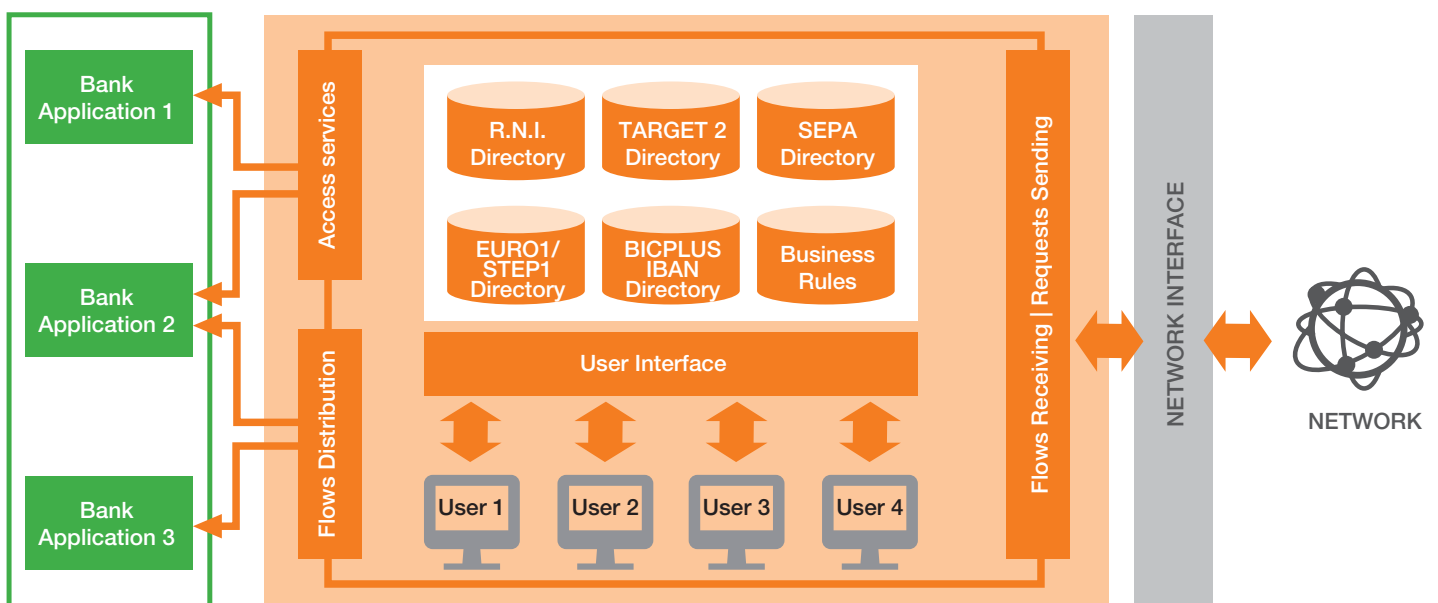 Bank
Application 1
Bank
Application 2
Bank
Application 3
Access services
Flows Distribution
R.N.I.
Directory
TARGET 2
Directory
SEPA
Directory
EURO1/
STEP1
Directory
BICPLUS
IBAN
Directory
Business
Rules
User Interface
User 1
User 2
User 3
User 4
Flows Receiving | Requests Sending
NETWORK INTERFACE
NETWORK